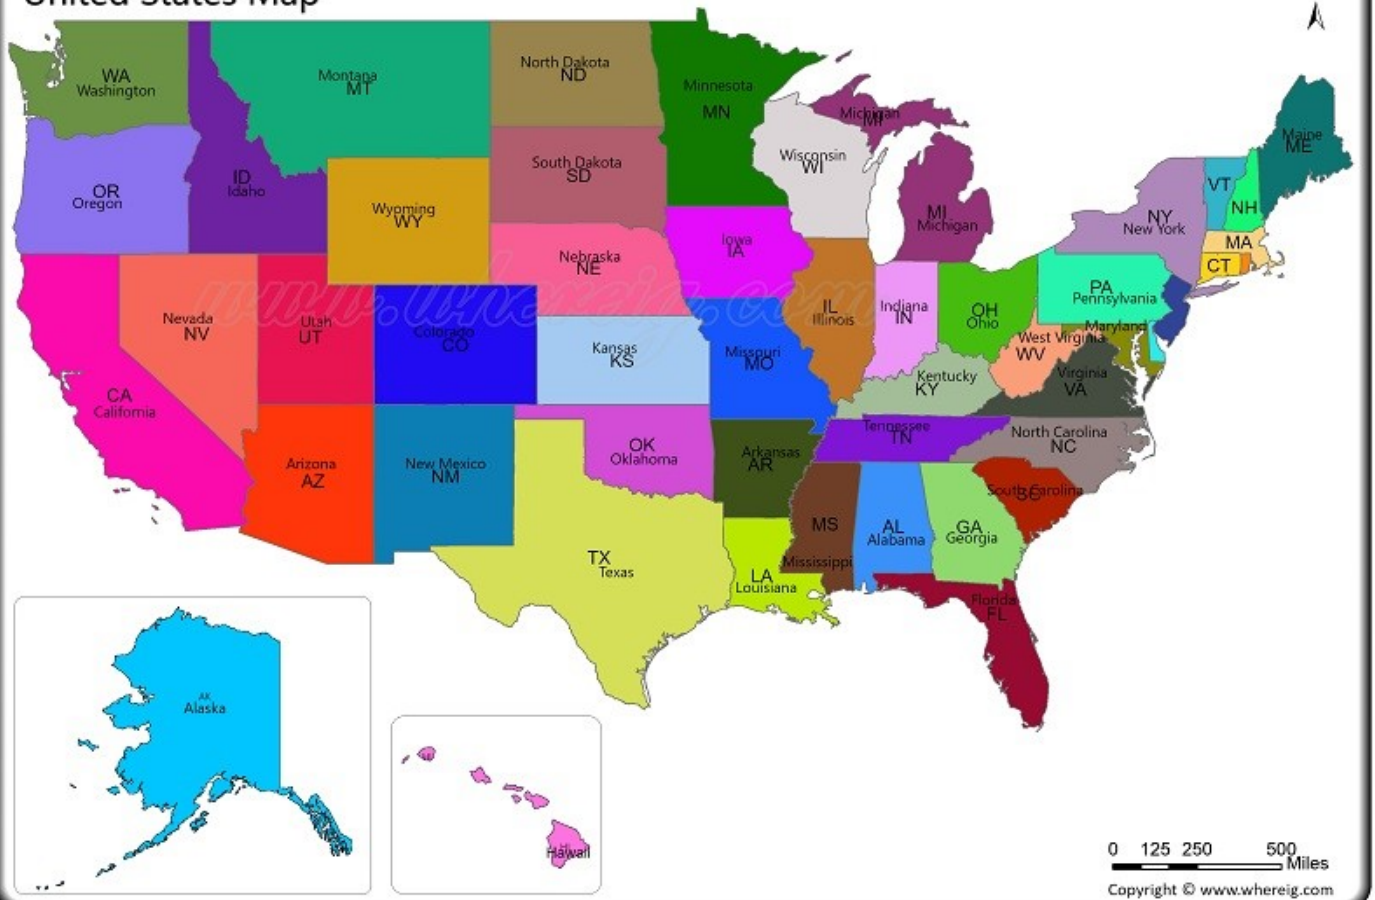 United States Map
WA
Washington
Montana
MT
North Dakota
ND
Minnesota
MN
Michigan
MI
Maine
ME
OR
Oregon
ID
Idaho
Wyoming
WY
South Dakota
SD
Wisconsin
WI
VT
NH
NY
New York
MI
Michigan
MA
CT
Nebraska
NE
Iowa
IA
www.whereig.com
Nevada
NV
Utah
UT
Colorado
CO
Kansas
KS
Missouri
MO
IL
Illinois
Indiana
IN
OH
Ohio
PA
Pennsylvania
Maryland
West Virginia
WV
Virginia
VA
Kentucky
KY
CA
California
Arizona
AZ
New Mexico
NM
OK
Oklahoma
Arkansas
AR
Tennessee
TN
North Carolina
NC
South Carolina
SC
TX
Texas
LA
Louisiana
MS
Mississippi
AL
Alabama
GA
Georgia
Florida
FL
AK
Alaska
HI
Hawaii
0 125 250 500
Miles
Copyright © www.whereig.com